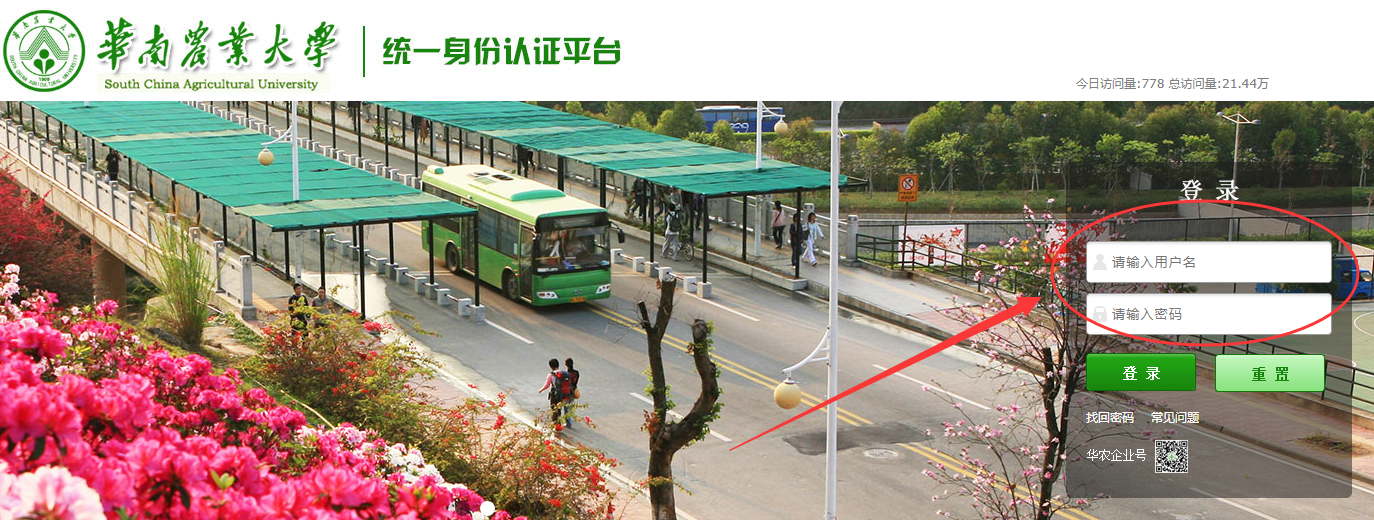 華南農業大學
South China Agricultural University
统一身份认证平台
今日访问量:778 总访问量:21.44万
登 录
请输入用户名
请输入密码
登 录
重 置
找回密码 常见问题
华农企业号